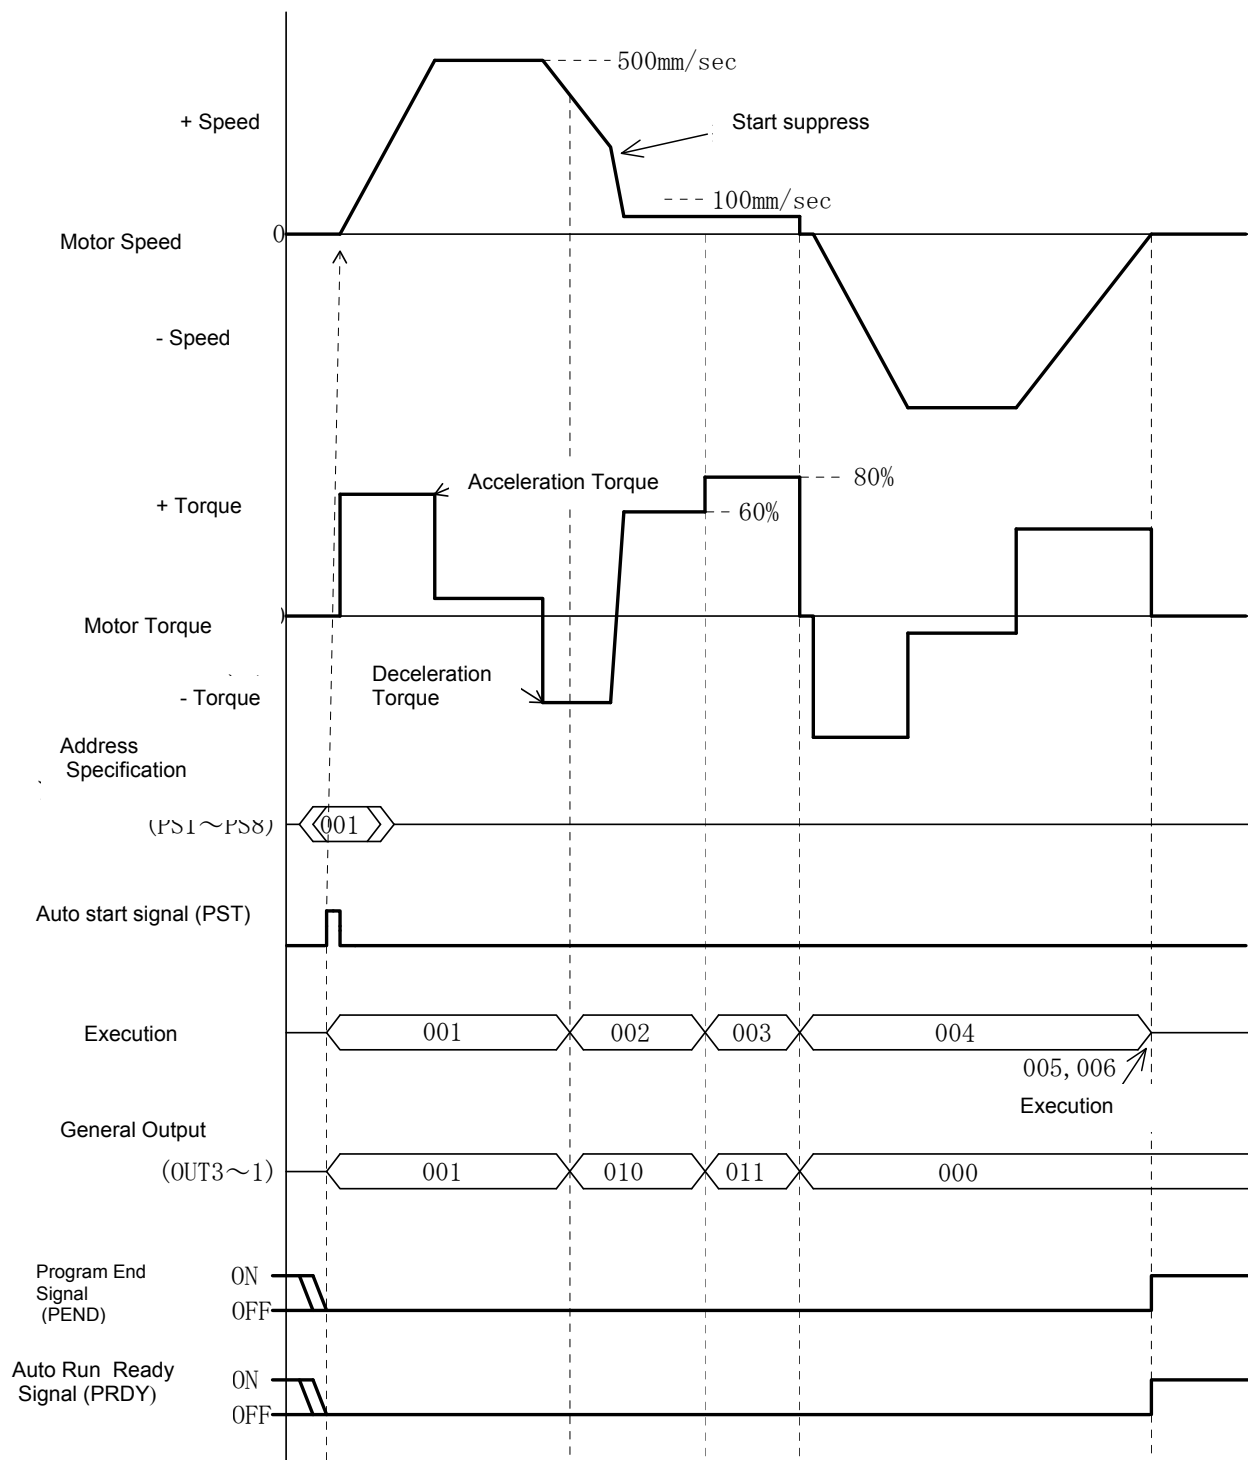 500mm/sec
+ Speed
Start suppress
100mm/sec
Motor Speed
0
- Speed
Acceleration Torque
80%
+ Torque
60%
Motor Torque
Deceleration
Torque
- Torque
Address
Specification
(PS1～PS8)
001
Auto start signal (PST)
Execution
001
002
003
004
005,006
Execution
General Output
(OUT3～1)
001
010
011
000
Program End
Signal
(PEND)
ON
OFF
Auto Run Ready
Signal (PRDY)
ON
OFF